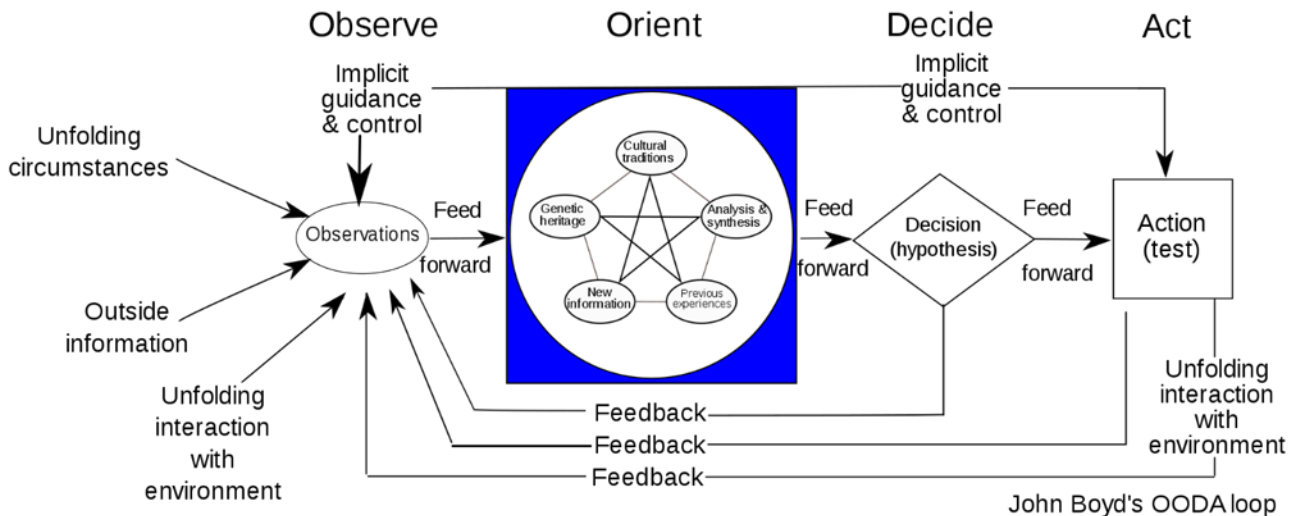 Observe
Orient
Decide
Act
Implicit
guidance
& control
Implicit
guidance
& control
Unfolding
circumstances
Observations
Outside
information
Unfolding
interaction
with
environment
Feed
forward
Cultural
traditions
Genetic
heritage
Analysis &
synthesis
New
information
Previous
experiences
Feed
forward
Decision
(hypothesis)
Feed
forward
Action
(test)
Unfolding
interaction
with
environment
Feedback
Feedback
Feedback
John Boyd's OODA loop